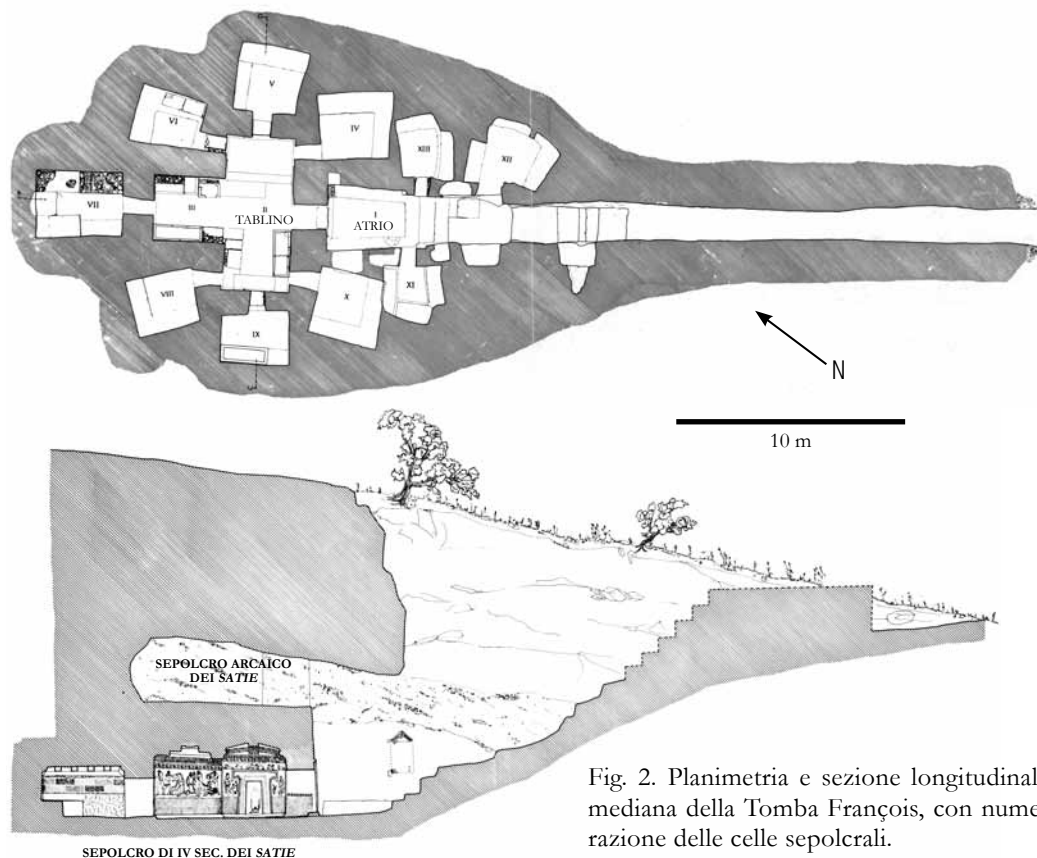 V
VI
IV
XIII
XII
VII
III
II
I
TABLINO
ATRIO
VIII
X
XI
IX
N
10 m
SEPOLCRO ARCAICO
DEI SATIE
SEPOLCRO DI IV SEC. DEI SATIE
Fig. 2. Planimetria e sezione longitudinal
mediana della Tomba François, con nume
razione delle celle sepolcrali.